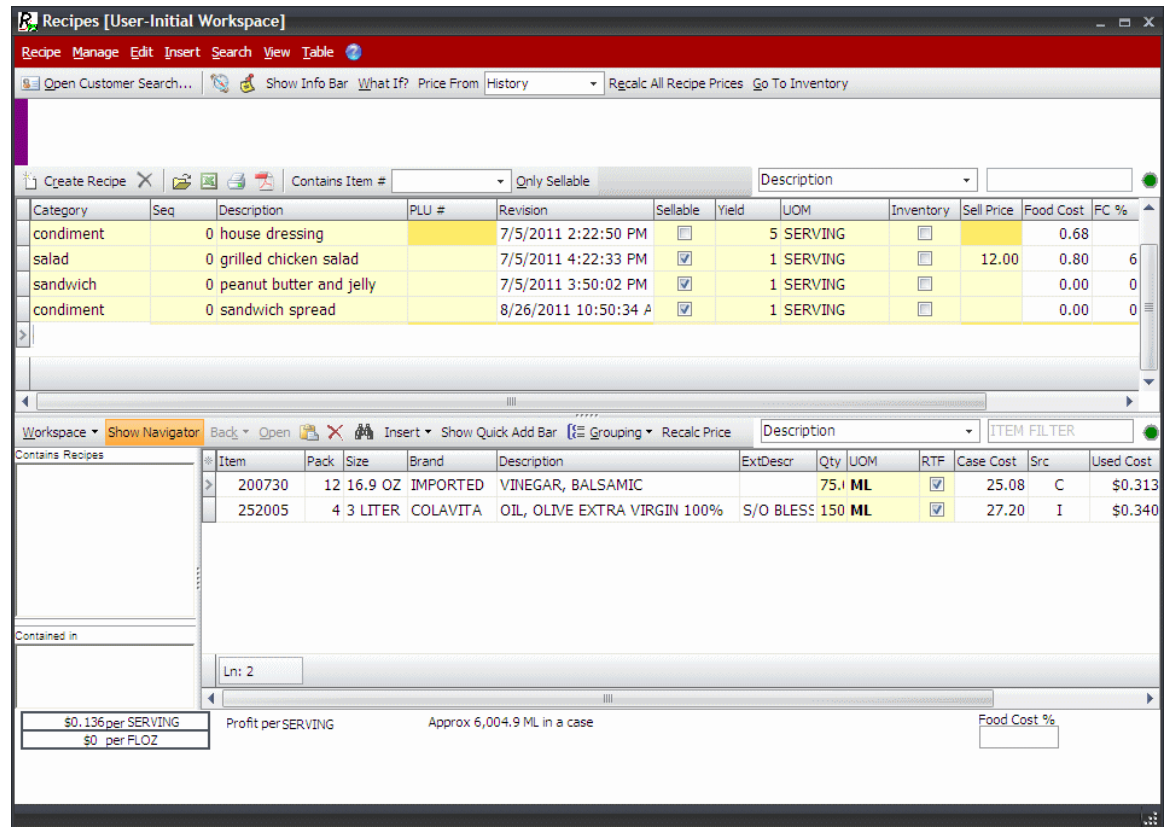 Recipes [User-Initial Workspace]
Recipe Manage Edit Insert Search View Table
Open Customer Search... Show Info Bar What If? Price From History Recalc All Recipe Prices Go To Inventory
Create Recipe Contains Item # Only Sellable Description
Category Seq Description PLU # Revision Sellable Yield UOM Inventory Sell Price Food Cost FC %
condiment 0 house dressing 7/5/2011 2:22:50 PM 5 SERVING 0.68
salad 0 grilled chicken salad 7/5/2011 4:22:33 PM 1 SERVING 12.00 0.80 6
sandwich 0 peanut butter and jelly 7/5/2011 3:50:02 PM 1 SERVING 0.00 0
condiment 0 sandwich spread 8/26/2011 10:50:34 A 1 SERVING 0.00 0
Workspace Show Navigator Back Open Insert Show Quick Add Bar Grouping Recalc Price Description ITEM FILTER
Contains Recipes
Item Pack Size Brand Description ExtDescr Qty UOM RTF Case Cost Src Used Cost
200730 12 16.9 OZ IMPORTED VINEGAR, BALSAMIC 75.( ML 25.08 C $0.313
252005 4 3 LITER COLAVITA OIL, OLIVE EXTRA VIRGIN 100% S/O BLESS 150 ML 27.20 I $0.340
Contained in
Ln: 2
$0.136 per SERVING Profit per SERVING Approx 6,004.9 ML in a case Food Cost %
$0 per FLOZ